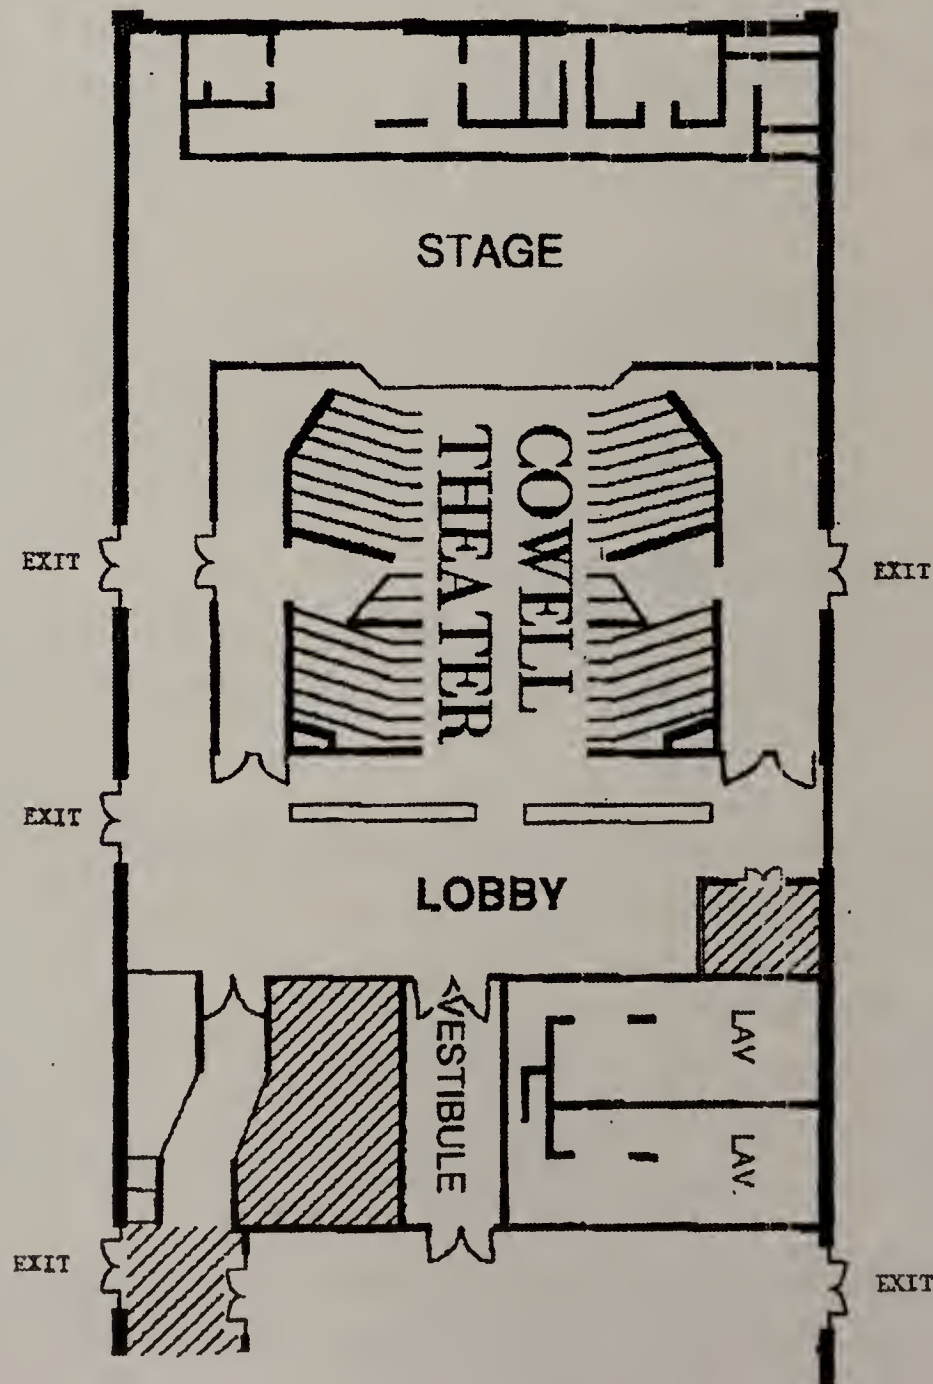 STAGE
COWELL
THEATER
EXIT
EXIT
EXIT
LOBBY
VESTIBULE
LAV
LAV.
EXIT
EXIT